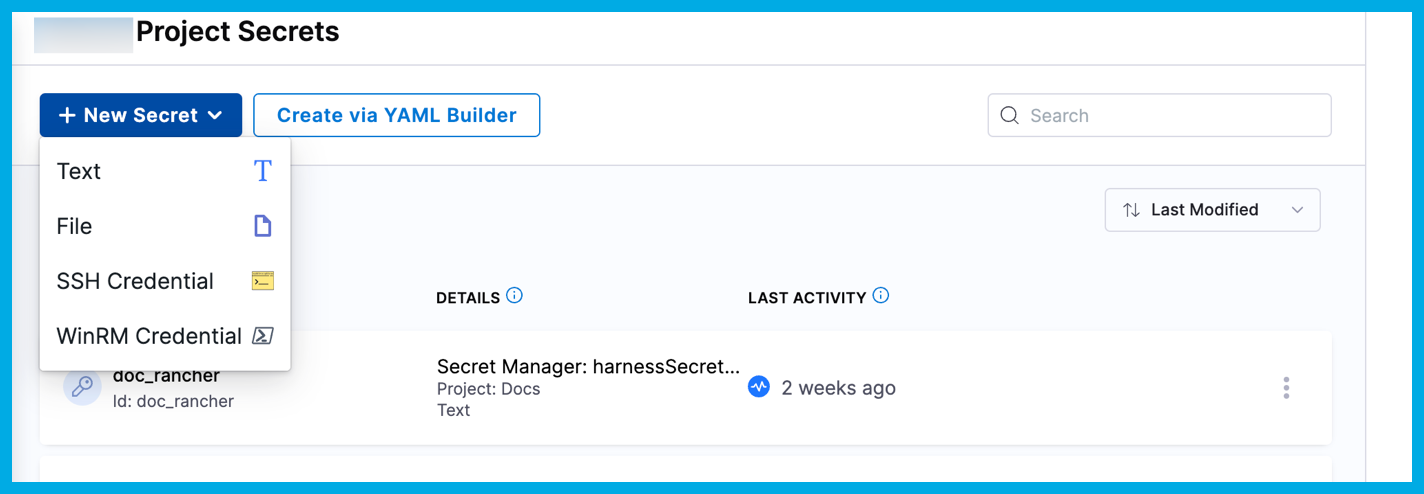 Project Secrets
+ New Secret
Create via YAML Builder
Search
Text
File
SSH Credential
WinRM Credential
Last Modified
DETAILS
LAST ACTIVITY
doc_rancher
Id: doc_rancher
Secret Manager: harnessSecret...
Project: Docs
Text
2 weeks ago